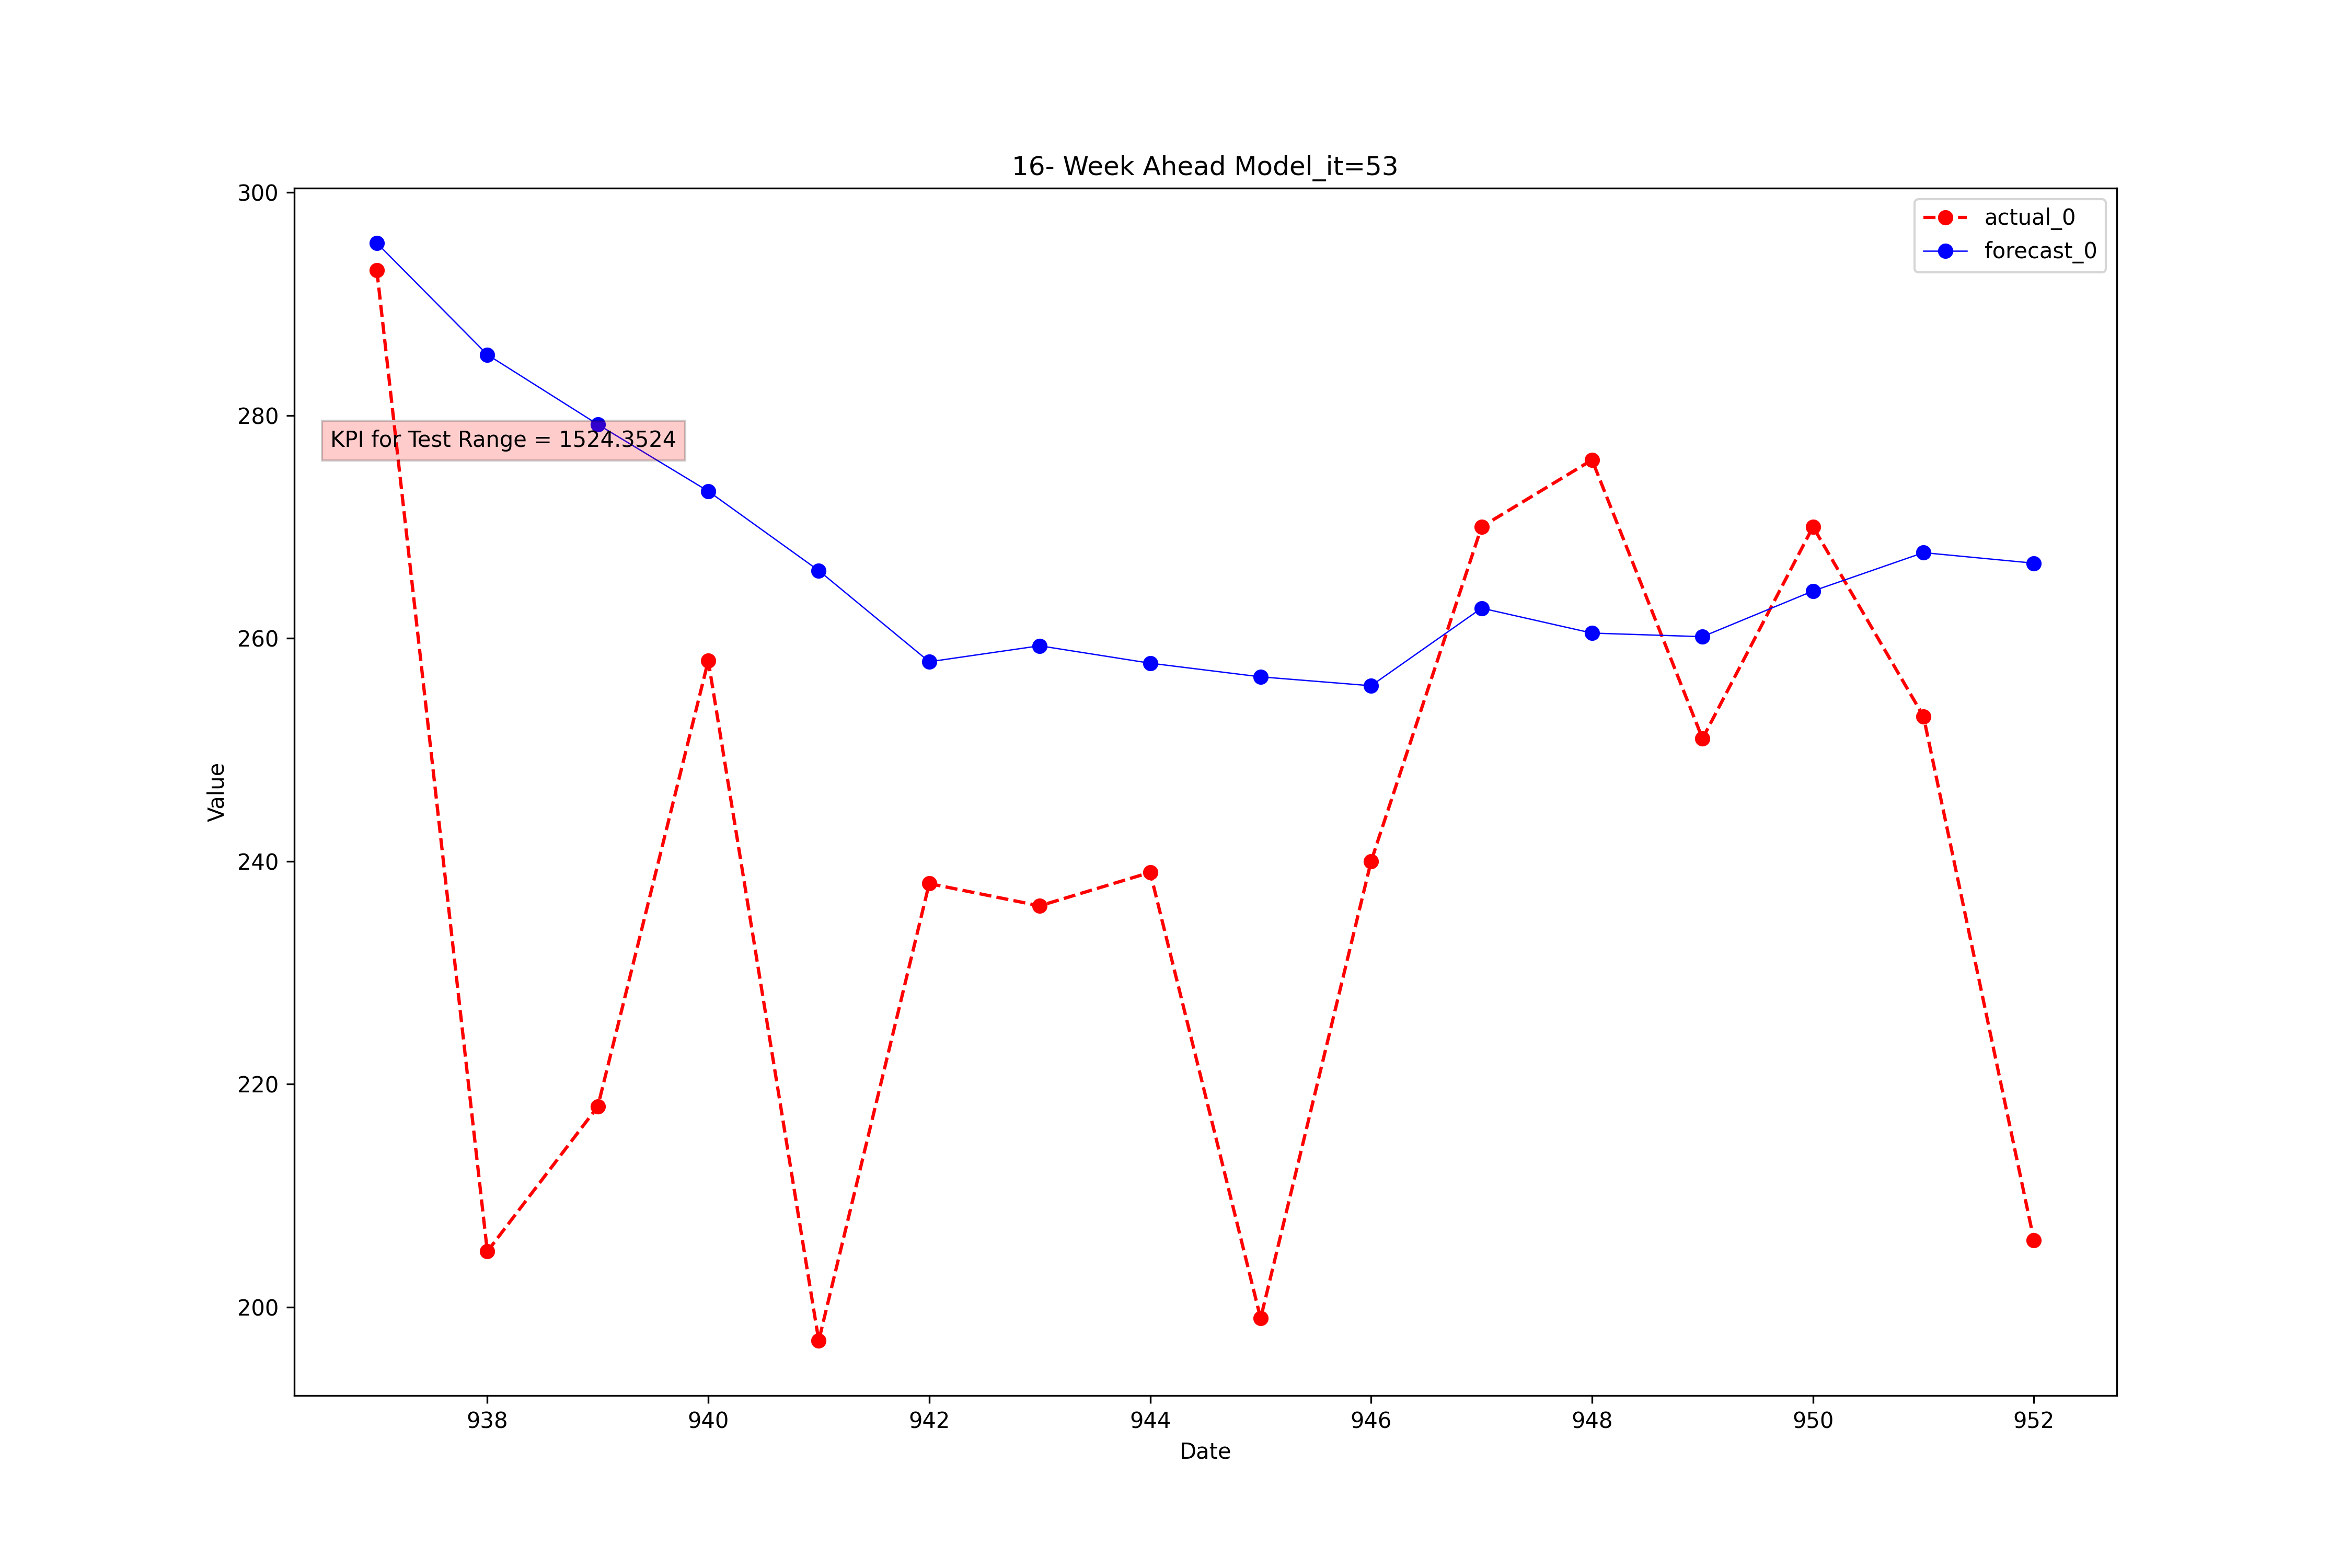 16- Week Ahead Model_it=53
300
280
260
240
220
200
Value
KPI for Test Range = 1524.3524
actual_0
forecast_0
938 940 942 944 946 948 950 952
Date